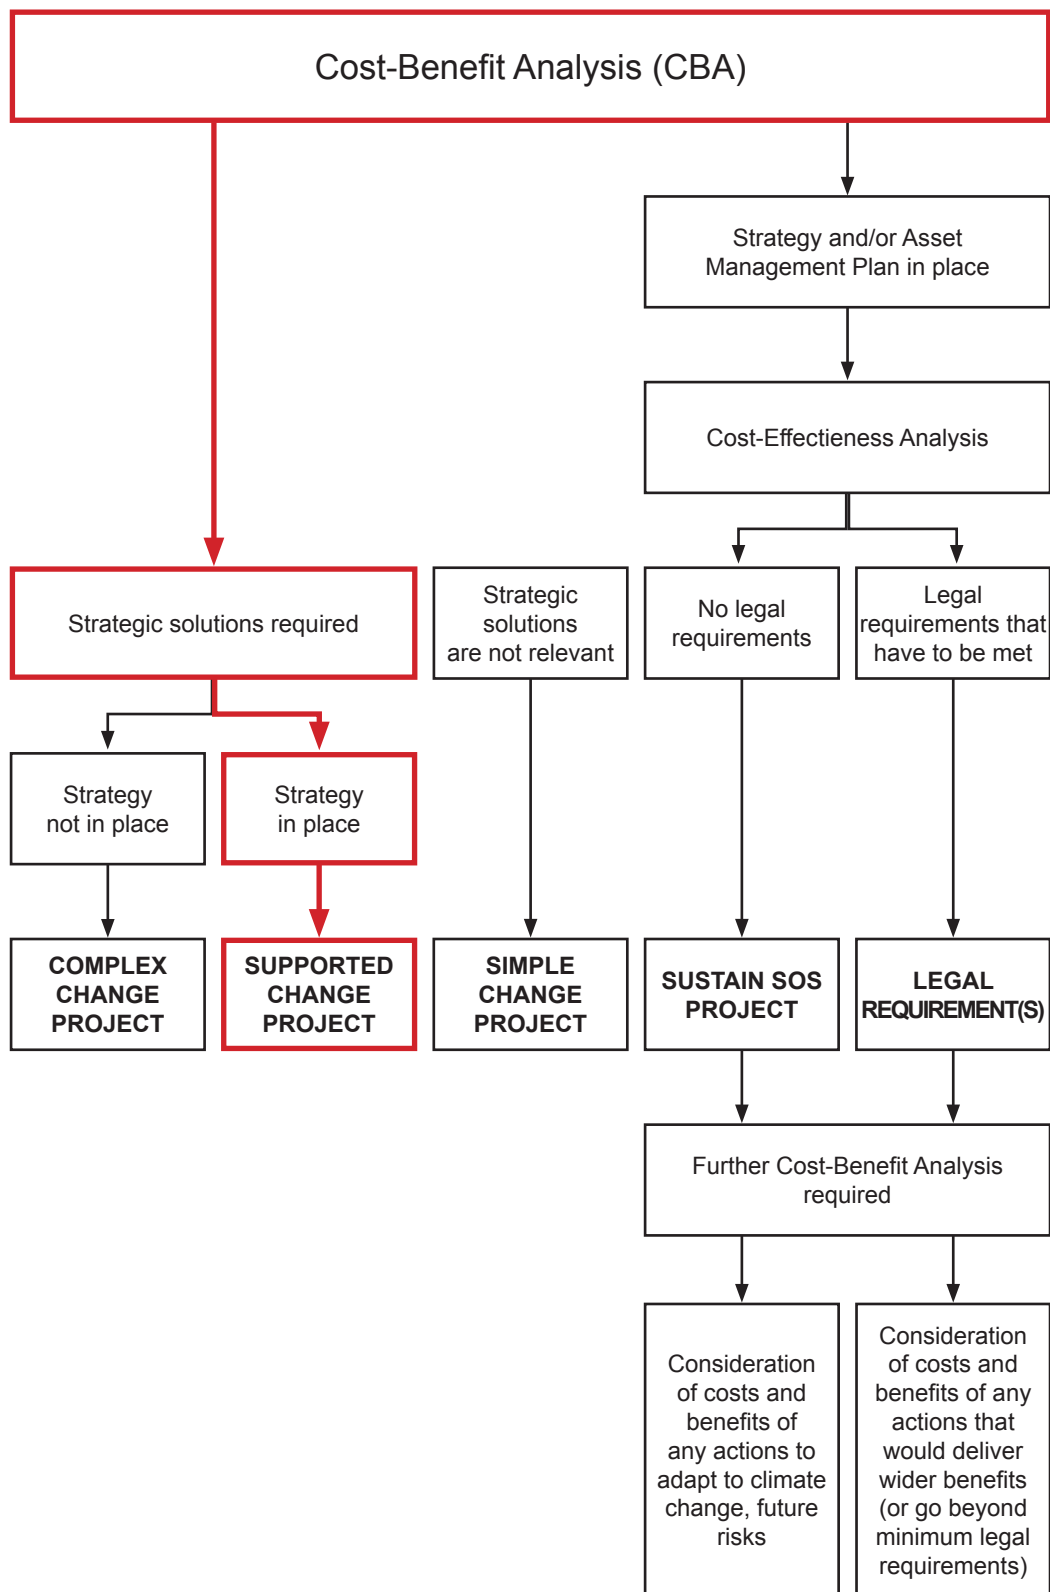 Cost-Benefit Analysis (CBA)
Strategy and/or Asset
Management Plan in place
Cost-Effectieness Analysis
Strategic solutions required
Strategic
solutions
are not relevant
No legal
requirements
Legal
requirements that
have to be met
Strategy
not in place
Strategy
in place
COMPLEX
CHANGE
PROJECT
SUPPORTED
CHANGE
PROJECT
SIMPLE
CHANGE
PROJECT
SUSTAIN SOS
PROJECT
LEGAL
REQUIREMENT(S)
Further Cost-Benefit Analysis
required
Consideration
of costs and
benefits of
any actions to
adapt to climate
change, future
risks
Consideration
of costs and
benefits of any
actions that
would deliver
wider benefits
(or go beyond
minimum legal
requirements)